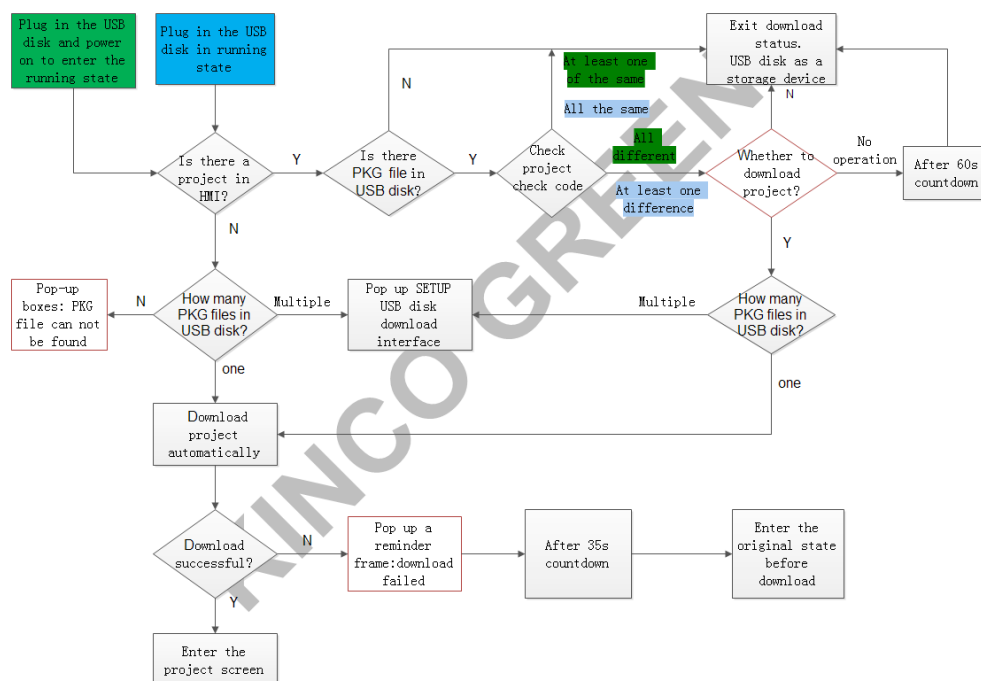 Plug in the USB
disk and power
on to enter the
running state
Plug in the USB
disk in running
state
At least one
of the same
All the same
Exit download
status.
USB disk as a
storage device
N
N
Is there a
project in
HMI?
Y
Is there
PKG file in
USB disk?
Y
Check
project
check code
All
different
At least one
difference
Whether to
download
project?
No
operation
After 60s
countdown
N
Y
Pop-up
boxes: PKG
file can not
be found
N
How many
PKG files in
USB disk?
Multiple
Pop up SETUP
USB disk
download
interface
Multiple
How many
PKG files in
USB disk?
one
one
Download
project
automatically
Download
successful?
N
Pop up a
reminder
frame:download
failed
After 35s
countdown
Enter the
original state
before
download
Y
Enter the
project screen
KINCO GREEN